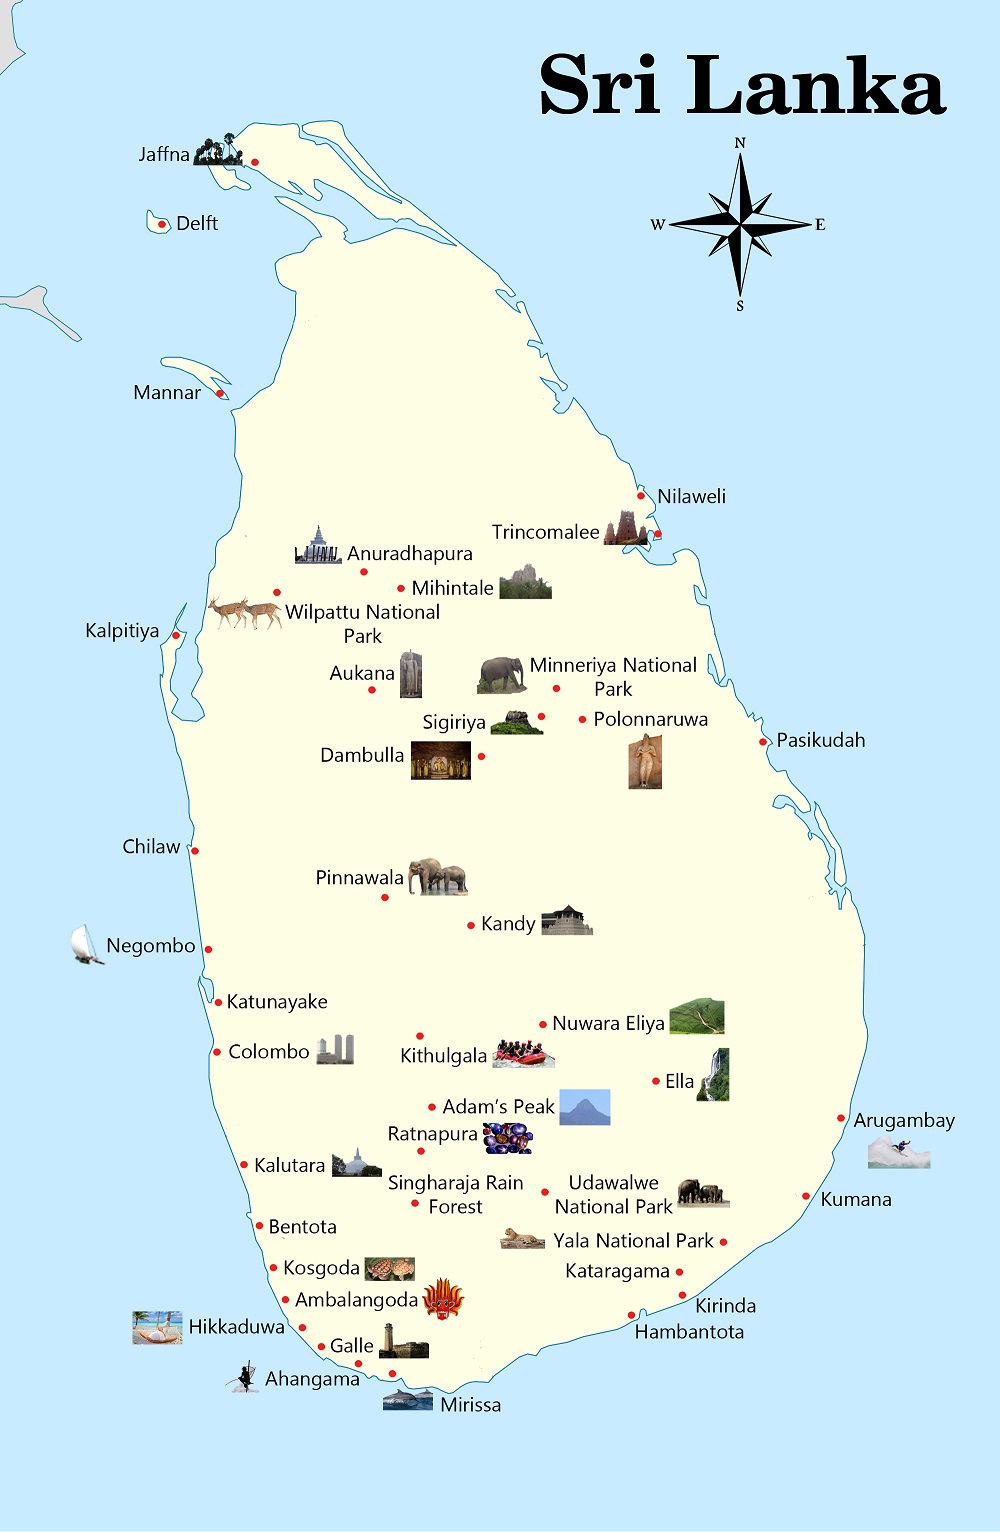 Sri Lanka
N
W
E
S
Jaffna
Delft
Mannar
Nilaweli
Trincomalee
Anuradhapura
Mihintale
Wilpattu National
Park
Kalpitiya
Aukana
Minneriya National
Park
Sigiriya
Polonnaruwa
Dambulla
Pasikudah
Chilaw
Pinnawala
Kandy
Negombo
Katunayake
Nuwara Eliya
Colombo
Kithulgala
Ella
Adam's Peak
Arugambay
Ratnapura
Kalutara
Singharaja Rain
Forest
Udawalwe
National Park
Kumana
Bentota
Yala National Park
Kosgoda
Kataragama
Ambalangoda
Kirinda
Hikkaduwa
Hambantota
Galle
Ahangama
Mirissa